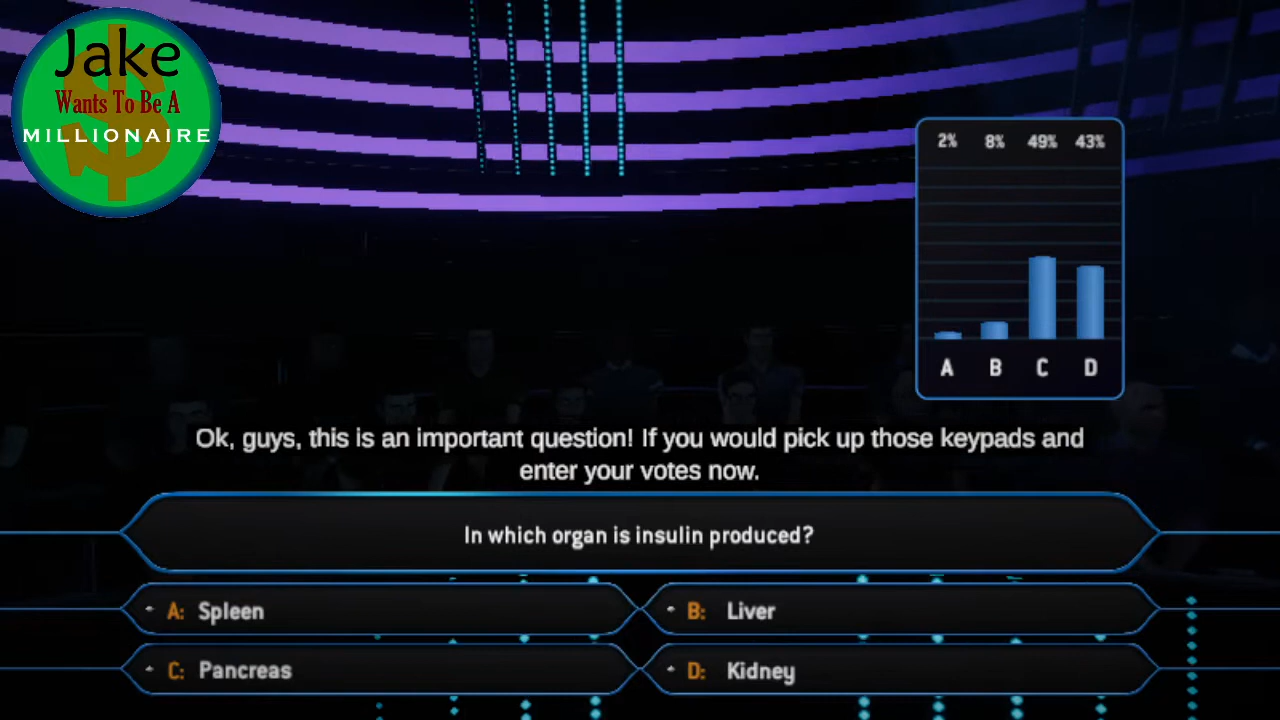 Jake
Wants To Be A
MILLIONAIRE
2% 8% 49% 43%
A B C D
Ok, guys, this is an important question! If you would pick up those keypads and
enter your votes now.
In which organ is insulin produced?
A: Spleen
B: Liver
C: Pancreas
D: Kidney